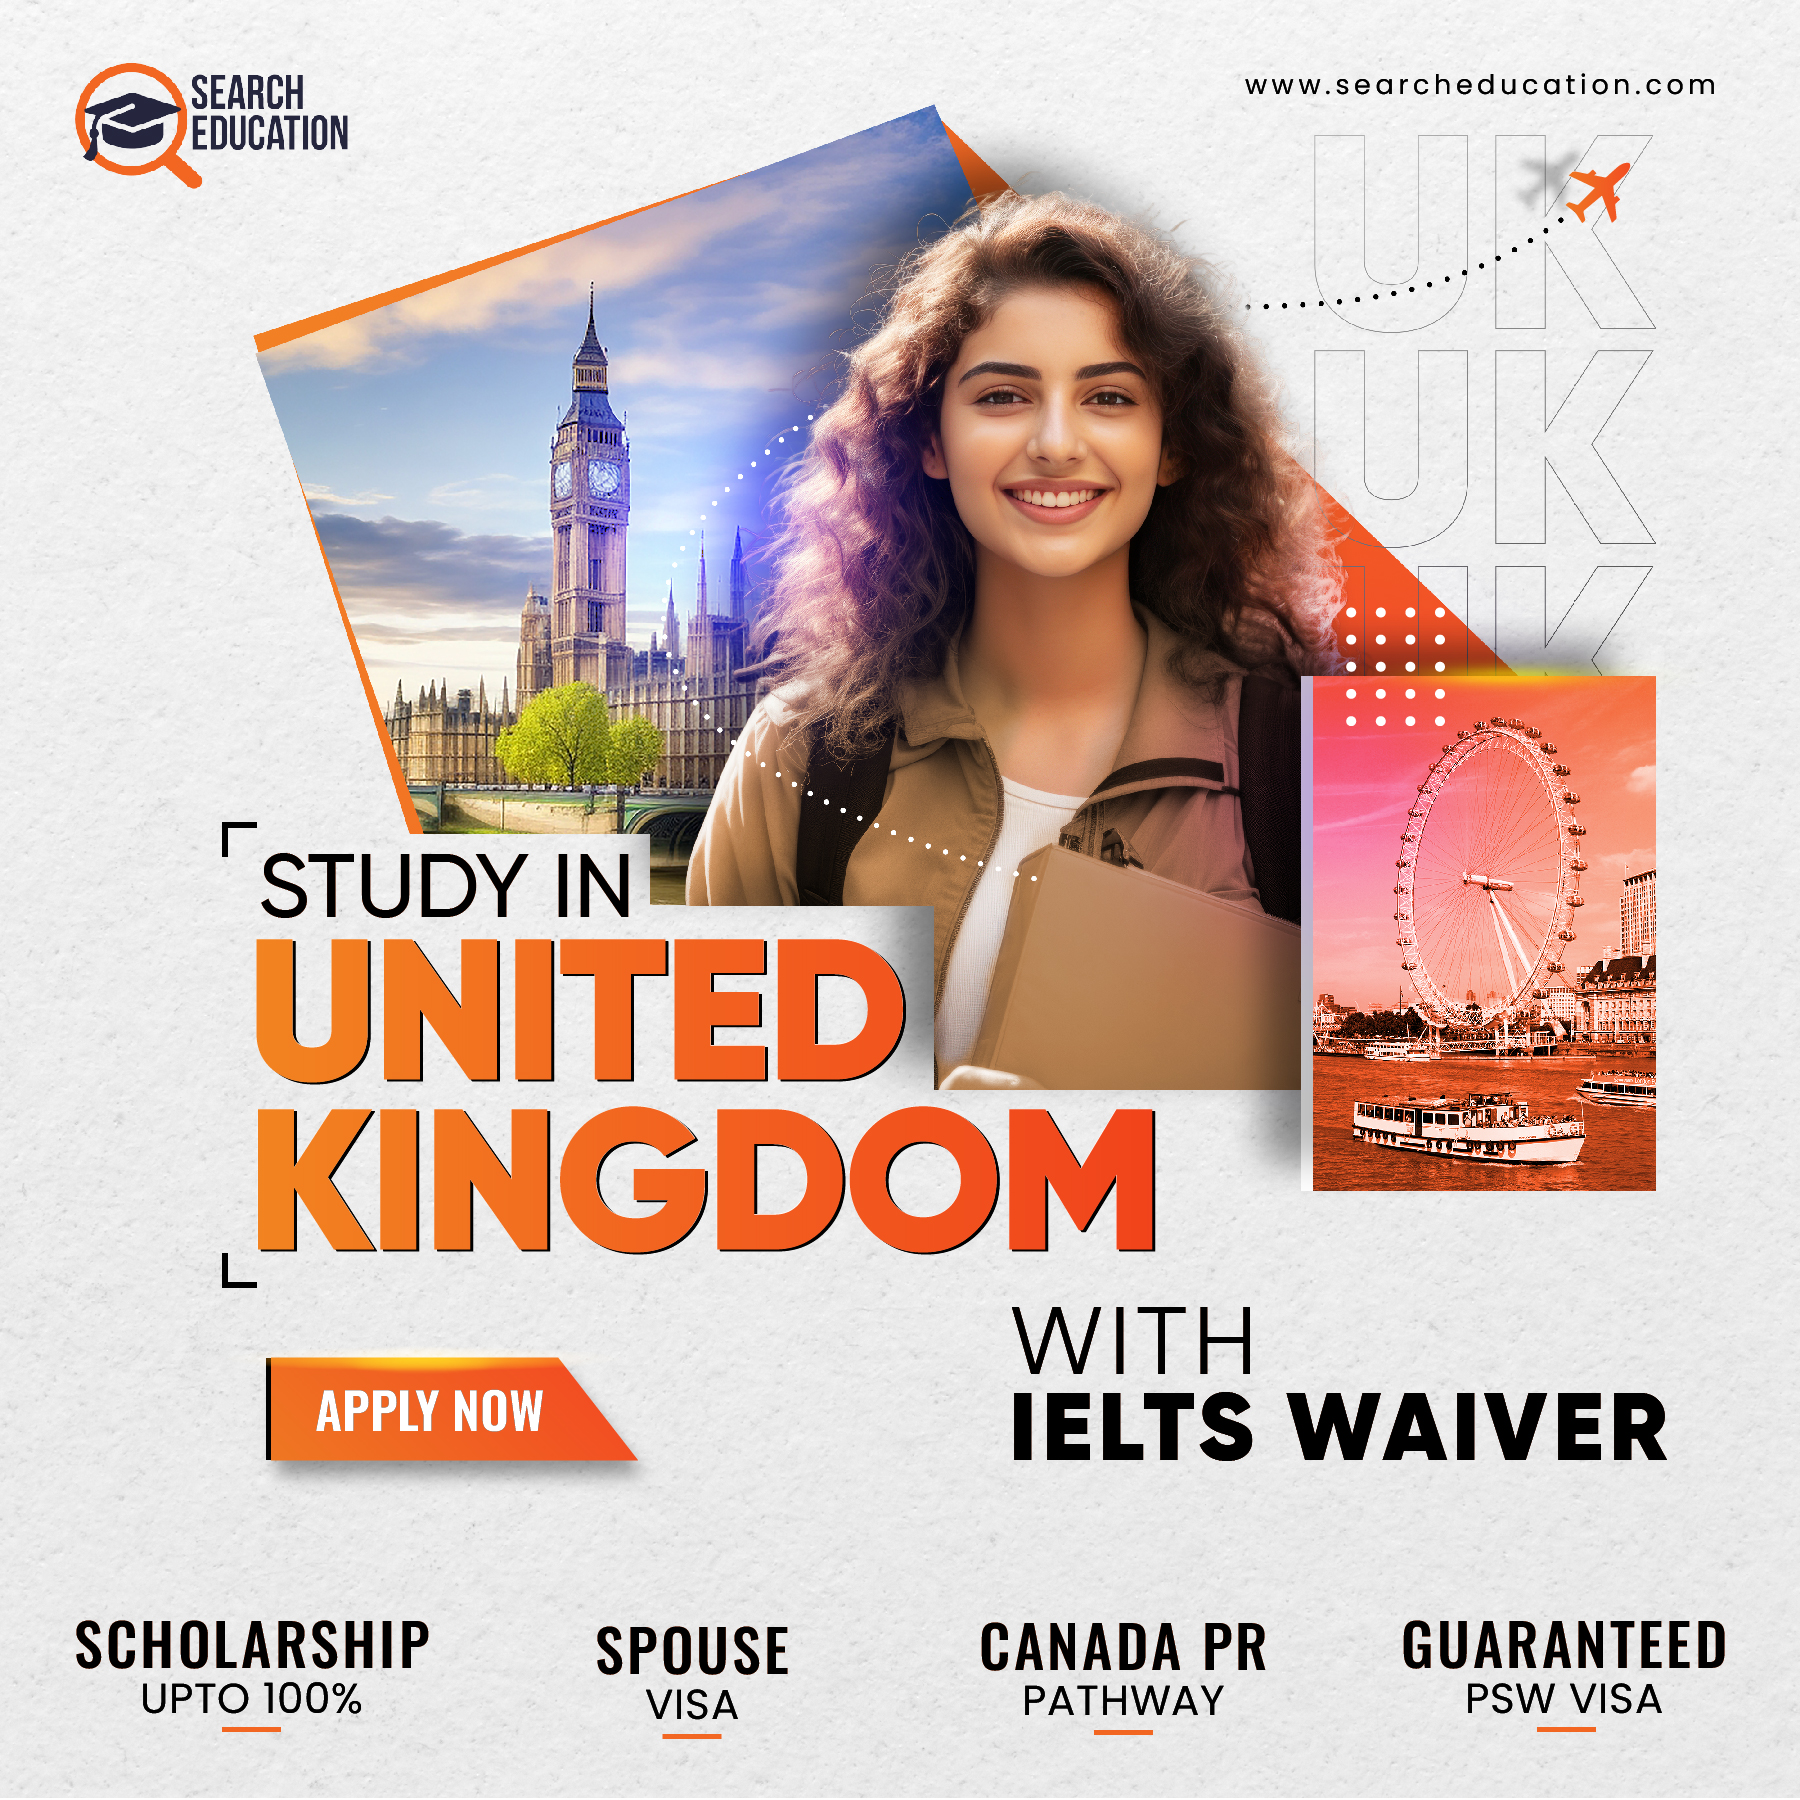 SEARCH
EDUCATION
www.searcheducation.com
UK
UK
UK
STUDY IN
UNITED
KINGDOM
WITH
IELTS WAIVER
APPLY NOW
SCHOLARSHIP
UPTO 100%
SPOUSE
VISA
CANADA PR
PATHWAY
GUARANTEED
PSW VISA